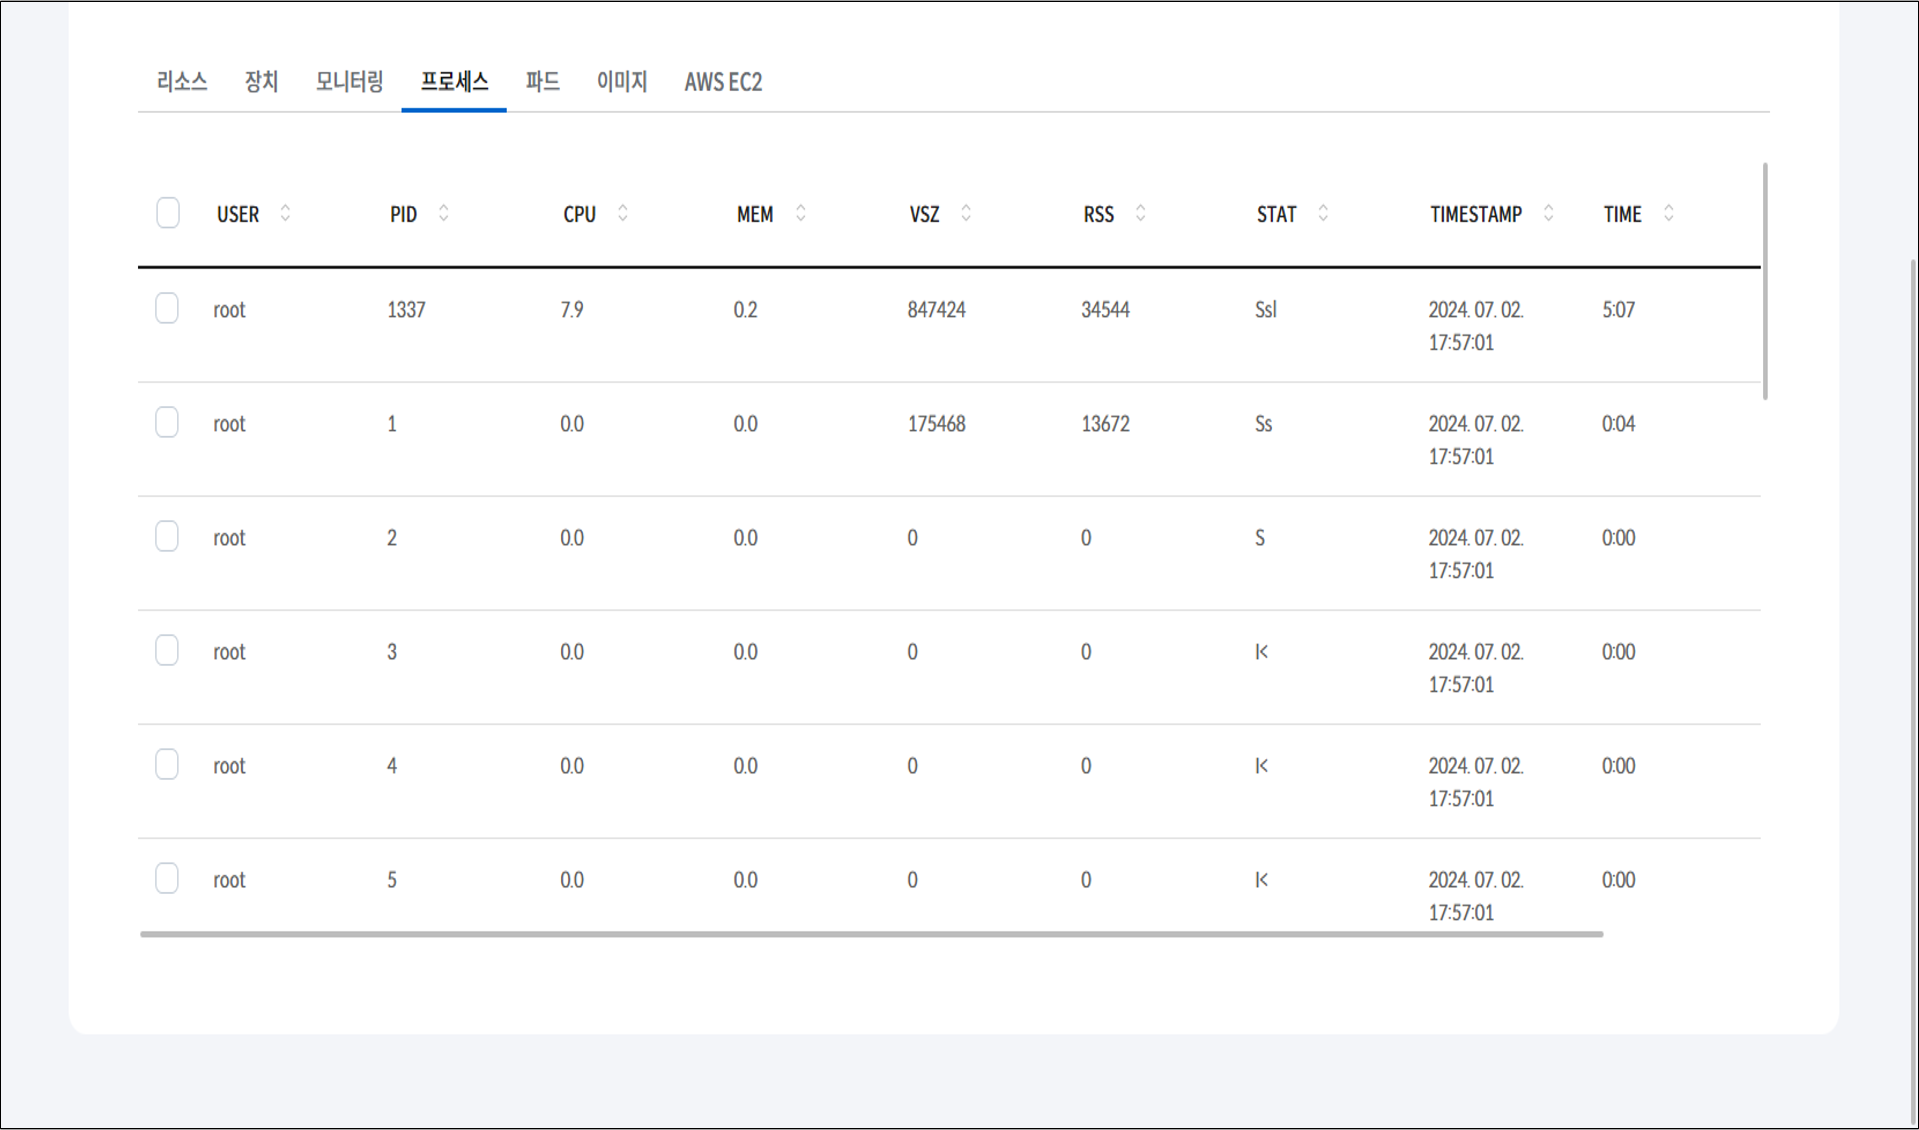 리소스 장치 모니터링 프로세스 파드 이미지 AWS EC2
USER PID CPU MEM VSZ RSS STAT TIMESTAMP TIME
root 1337 7.9 0.2 847424 34544 Ssl 2024. 07. 02. 5:07
17:57:01
root 1 0.0 0.0 175468 13672 Ss 2024. 07. 02. 0:04
17:57:01
root 2 0.0 0.0 0 0 S 2024. 07. 02. 0:00
17:57:01
root 3 0.0 0.0 0 0 I< 2024. 07. 02. 0:00
17:57:01
root 4 0.0 0.0 0 0 I< 2024. 07. 02. 0:00
17:57:01
root 5 0.0 0.0 0 0 I< 2024. 07. 02. 0:00
17:57:01